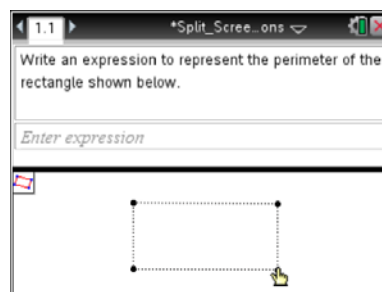 1.1
*Split_Scree…ons
Write an expression to represent the perimeter of the
rectangle shown below.
Enter expression